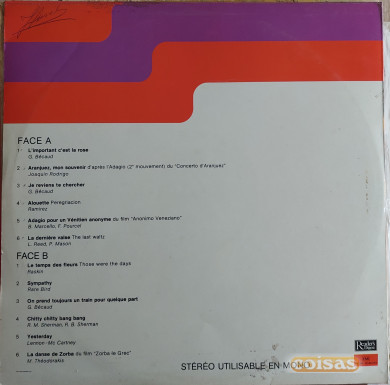 FACE A
1 - L'important c'est la rose
G. Bécaud
2 - Aranjuez, mon souvenir d'après l'Adagio (2e mouvement) du "Concerto d'Aranjuez"
Joaquin Rodrigo
3 - Je reviens te chercher
G. Bécaud
4 - Alouette Peregrinacion
Ramirez
5 - Adagio pour un Vénitien anonyme du film "Anonimo Veneziano"
B. Marcello, F. Pourcel
6 - La dernière valse The last waltz
L. Reed, P. Mason
FACE B
1 Le temps des fleurs Those were the days
Raskin
2 Sympathy
Rare Bird
3 On prend toujours un train pour quelque part
G. Bécaud
4 Chitty chitty bang bang
R. M. Sherman, R. B. Sherman
5 Yesterday
Lennon-Mc Cartney
6 La danse de Zorba du film "Zorba le Grec"
M. Théodorakis
Reader's Digest
STÉRÉO UTILISABLE EN MONO
coisas